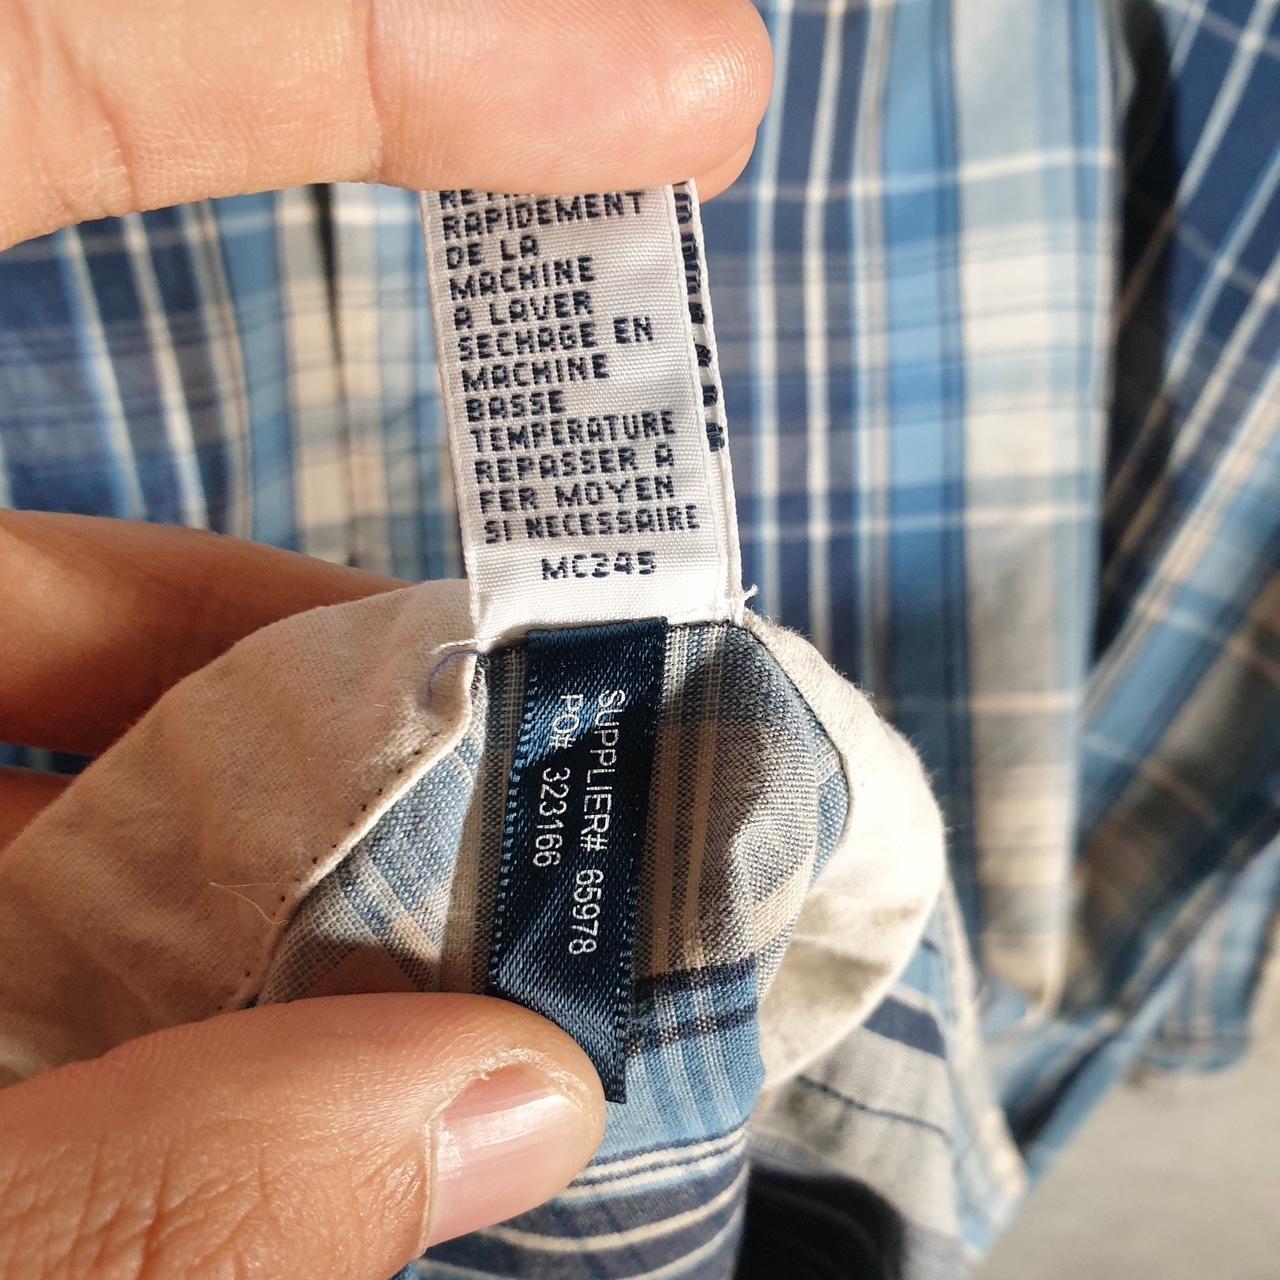 RAPIDEMENT
DE LA
MACHINE
A LAVER
SECHAGE EN
MACHINE
BASSE
TEMPERATURE
REPASSER A
FER MOYEN
SI NECESSAIRE
MC245
SUPPLIER# 65978
PO# 323166